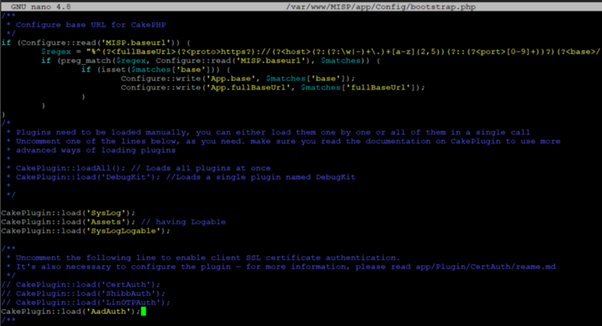 GNU nano 4.8 /var/www/MISP/app/Config/bootstrap.php
/**
* Configure base URL for CakePHP
*/
if (Configure::read('MISP.baseurl')) {
$regex = "%^(?<fullBaseUrl>(?<proto>https?)://(?<host>(?:(?:\w|-)+\.)+[a-z]{2,5})(?::(?<port>[0-9]+))?)(?<base>/
if (preg_match($regex, Configure::read('MISP.baseurl'), $matches)) {
if (isset($matches['base'])) {
Configure::write('App.base', $matches['base']);
Configure::write('App.fullBaseUrl', $matches['fullBaseUrl']);
}
}
}
/**
* Plugins need to be loaded manually, you can either load them one by one or all of them in a single call
* Uncomment one of the lines below, as you need. make sure you read the documentation on CakePlugin to use more
* advanced ways of loading plugins
*
* CakePlugin::loadAll(); // Loads all plugins at once
* CakePlugin::load('DebugKit'); //Loads a single plugin named DebugKit
*
*/
CakePlugin::load('SysLog');
CakePlugin::load('Assets'); // having Logable
CakePlugin::load('SysLogLogable');
/**
* Uncomment the following line to enable client SSL certificate authentication.
* It's also necessary to configure the plugin — for more information, please read app/Plugin/CertAuth/reame.md
*/
// CakePlugin::load('CertAuth');
// CakePlugin::load('ShibbAuth');
// CakePlugin::load('LinOTPAuth');
CakePlugin::load('AadAuth');
/**